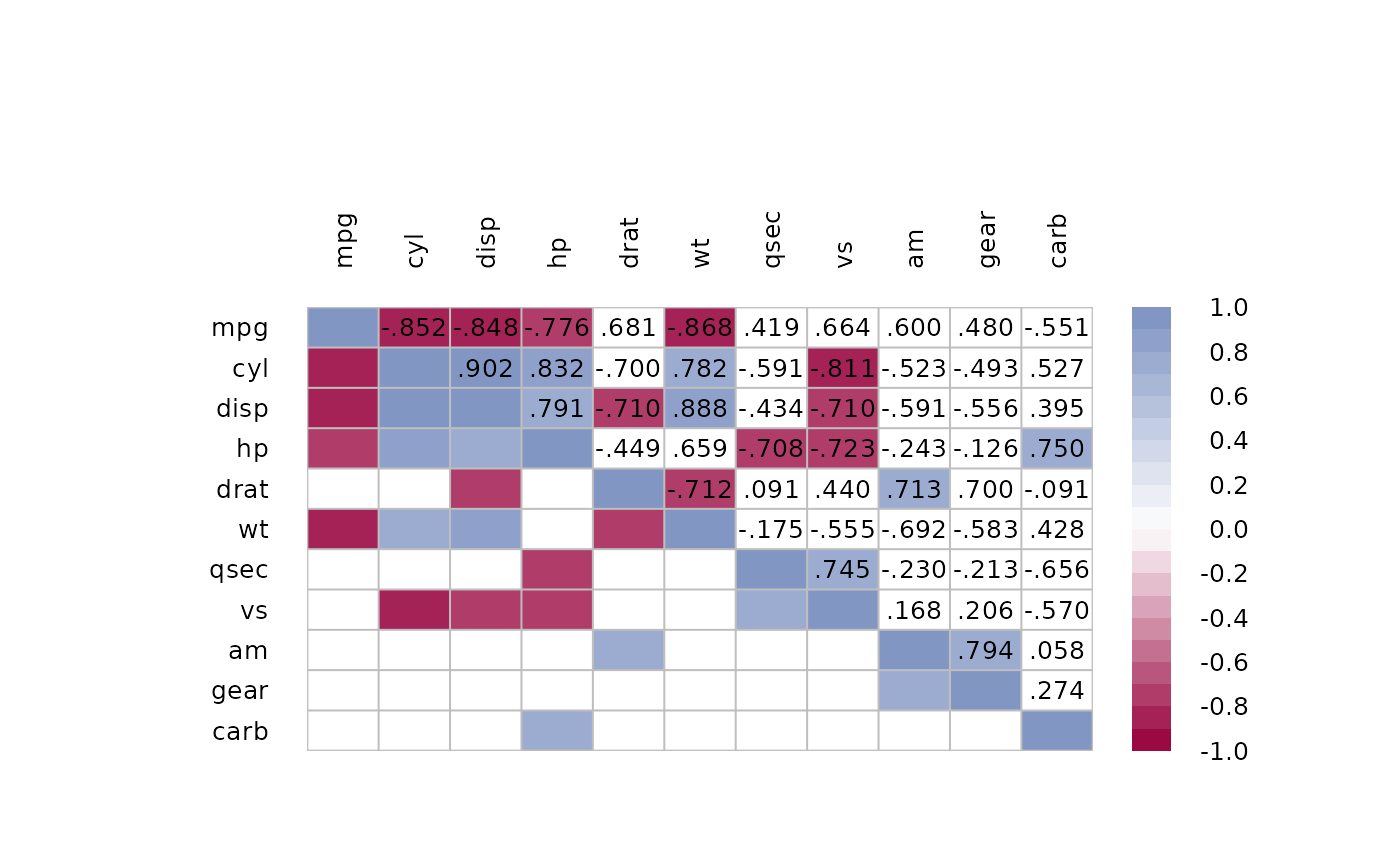 mpg cyl disp hp drat wt qsec vs am gear carb
mpg -.852 -.848 -.776 .681 -.868 .419 .664 .600 .480 -.551
cyl .902 .832 -.700 .782 -.591 -.811 -.523 -.493 .527
disp .791 -.710 .888 -.434 -.710 -.591 -.556 .395
hp -.449 .659 -.708 -.723 -.243 -.126 .750
drat -.712 .091 .440 .713 .700 -.091
wt -.175 -.555 -.692 -.583 .428
qsec .745 -.230 -.213 -.656
vs .168 .206 -.570
am .794 .058
gear .274
carb
1.0
0.8
0.6
0.4
0.2
0.0
-0.2
-0.4
-0.6
-0.8
-1.0